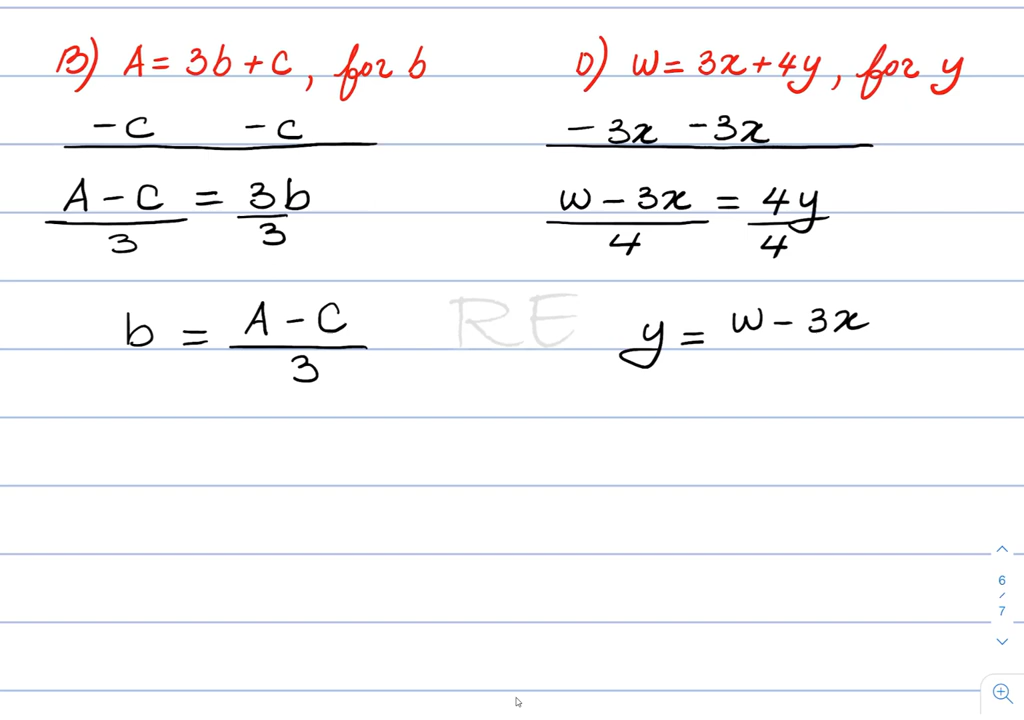 B) A = 3b + C, for b
- C - C
A - C = 3b
3 3
b = A - C
3
D) W = 3x + 4y, for y
- 3x - 3x
W - 3x = 4y
4 4
y = W - 3x
RE
6
/
7